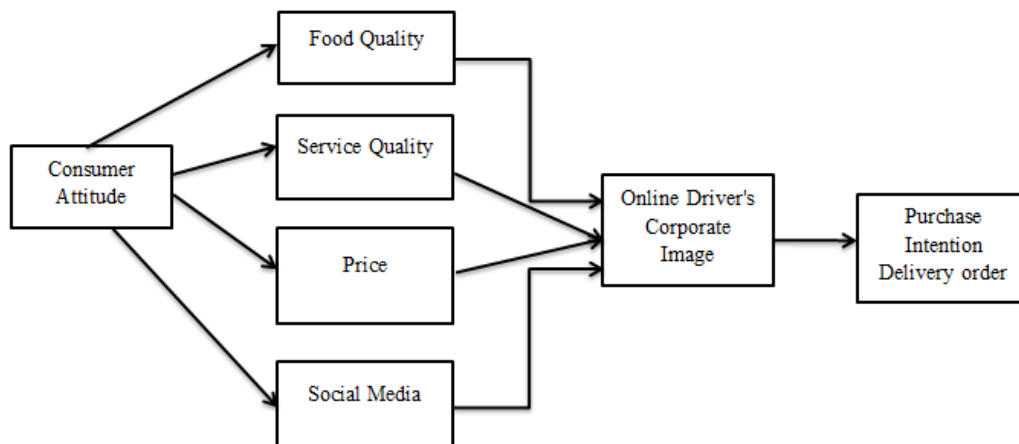 Food Quality
Service Quality
Consumer
Attitude
Price
Social Media
Online Driver's
Corporate
Image
Purchase
Intention
Delivery order